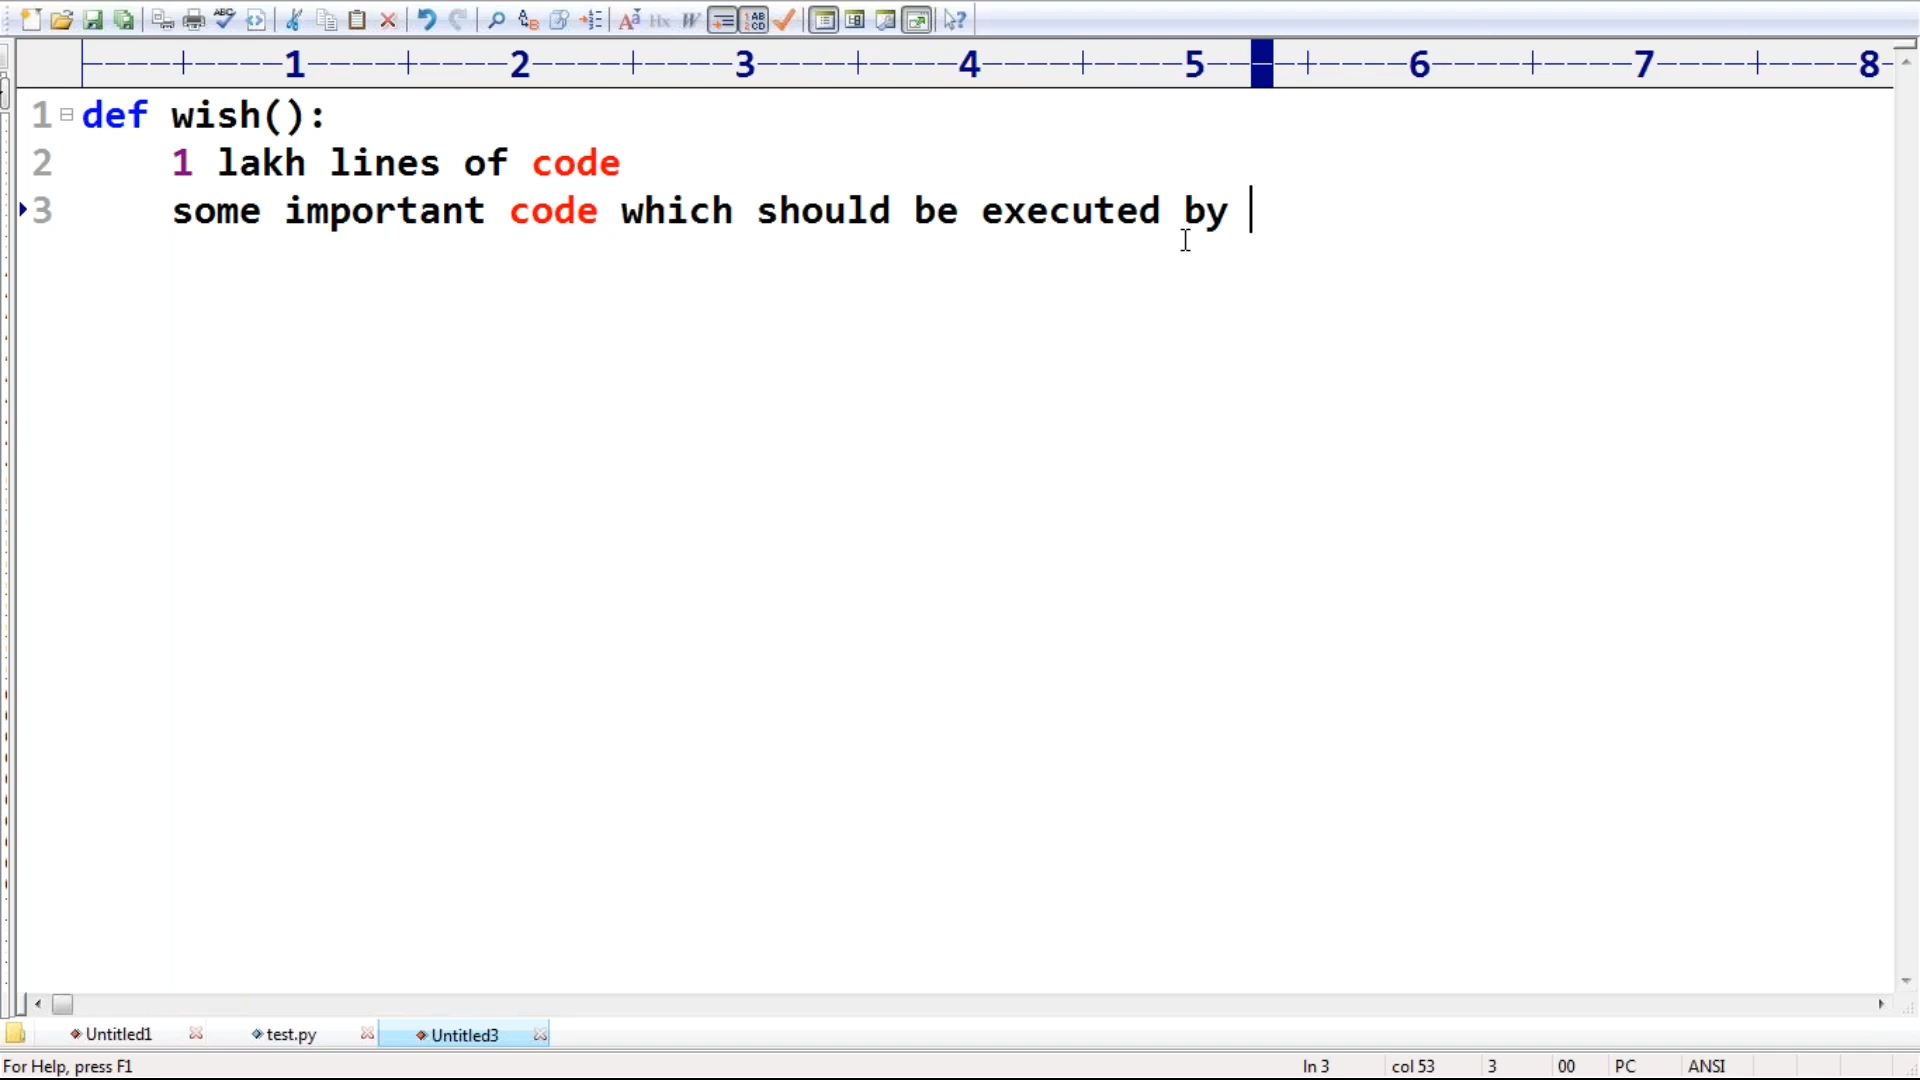 ----+----1----+----2----+----3----+----4----+----5----+----6----+----7----+----8-
1 def wish():
2 1 lakh lines of code
3 some important code which should be executed by
Untitled1 test.py Untitled3
For Help, press F1 ln 3 col 53 3 00 PC ANSI